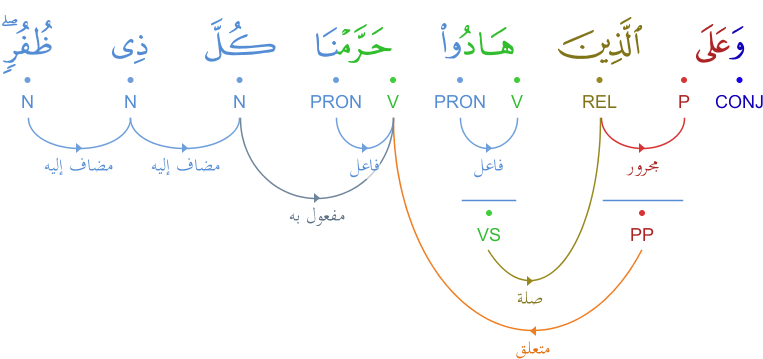 وَعَلَى ٱلَّذِينَ هَادُوا۟ حَرَّمْنَا كُلَّ ذِى ظُفُرٍۢ ۖ
CONJ P REL V PRON V PRON N N N
مجرور فاعل فاعل مضاف إليه مضاف إليه
مفعول به
PP VS
صلة
متعلق